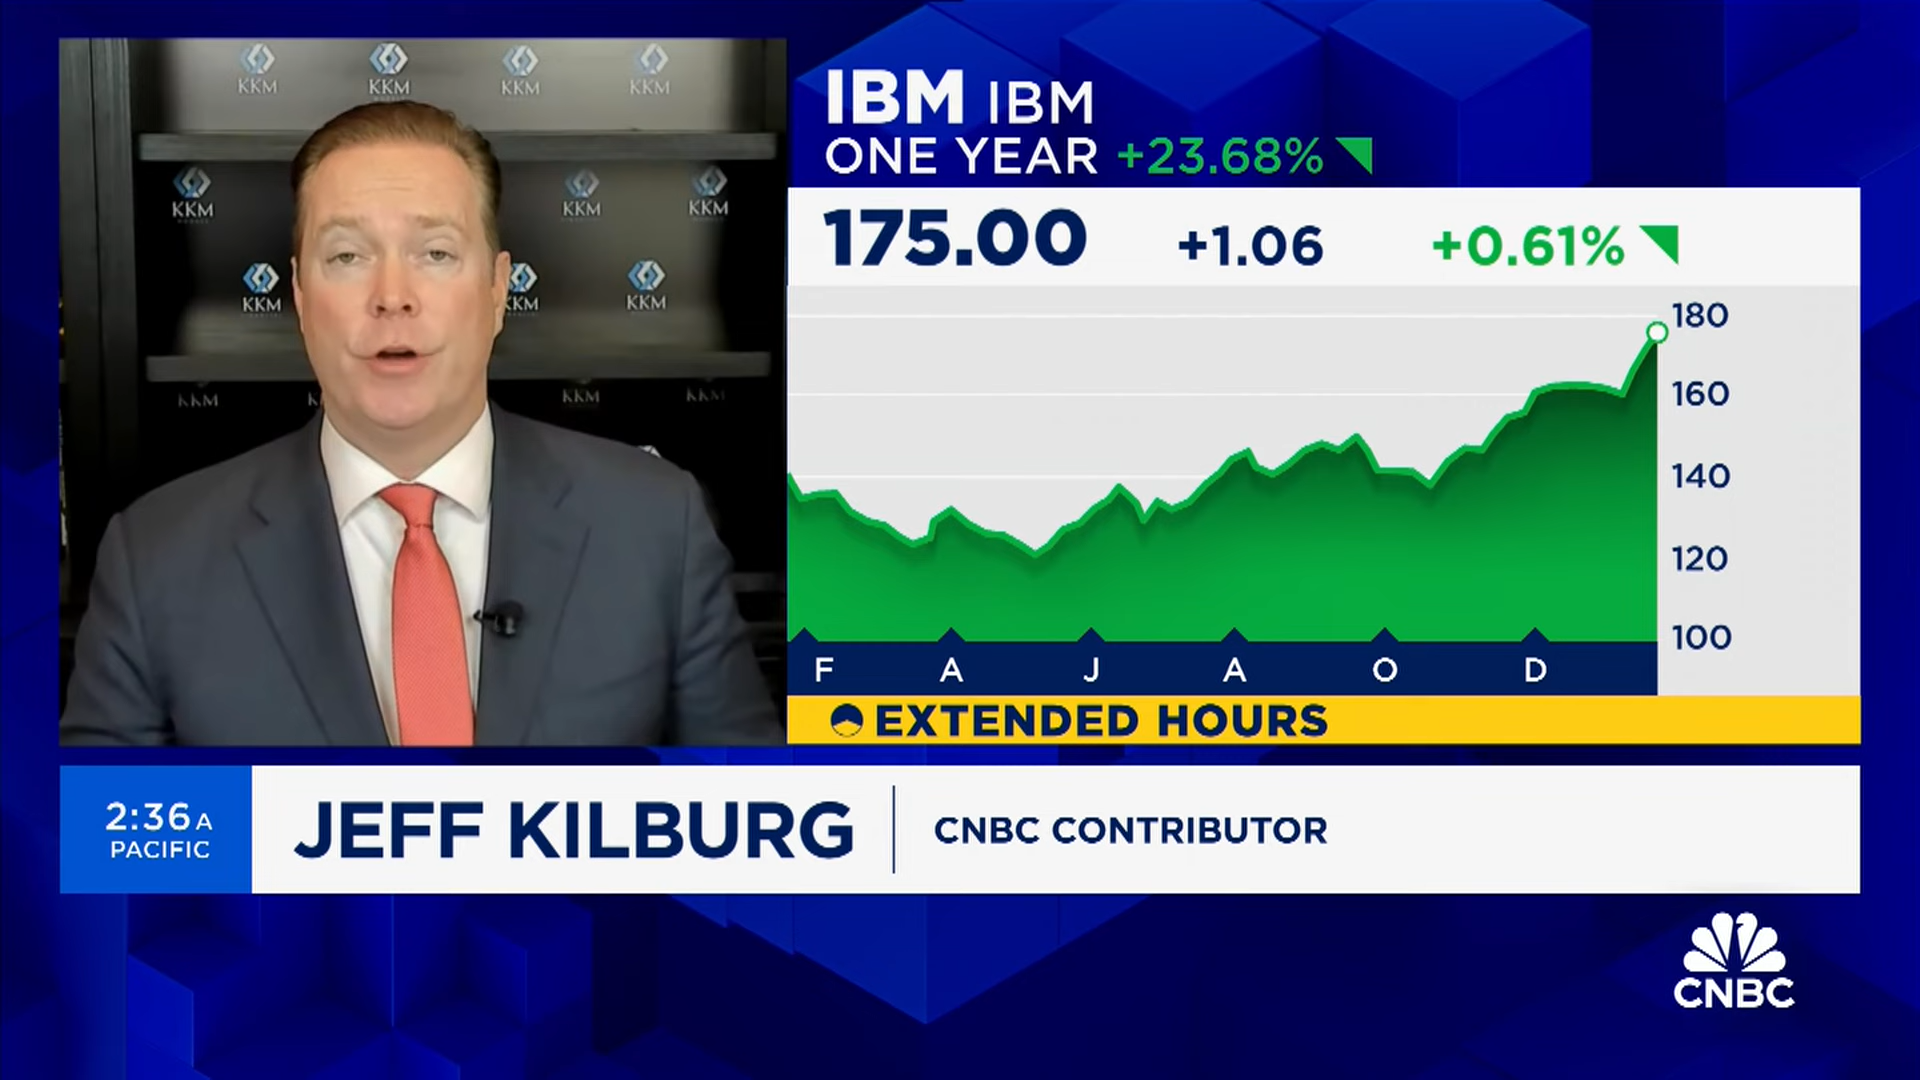 KKM KKM KKM KKM
KKM KKM KKM
KKM KKM KKM
KKM K KKM KKM
IBM IBM
ONE YEAR +23.68%
175.00 +1.06 +0.61%
180
160
140
120
100
F A J A O D
EXTENDED HOURS
2:36 A
PACIFIC
JEFF KILBURG
CNBC CONTRIBUTOR
CNBC